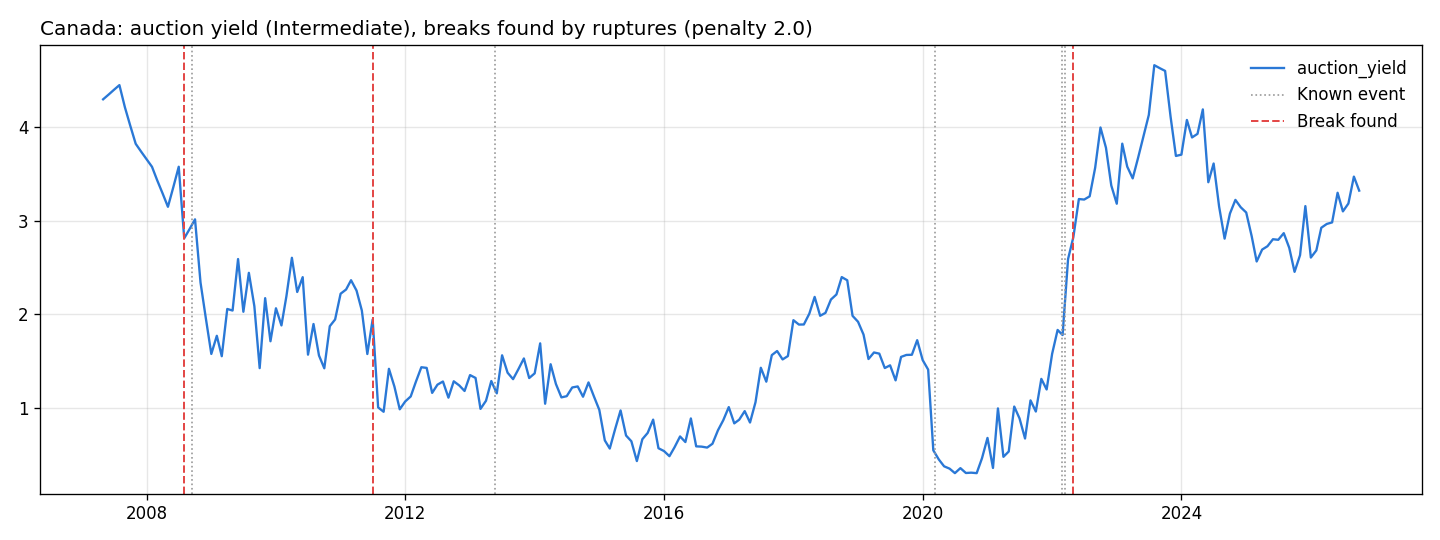 Canada: auction yield (Intermediate), breaks found by ruptures (penalty 2.0)
auction_yield
Known event
Break found
4
3
2
1
2008 2012 2016 2020 2024